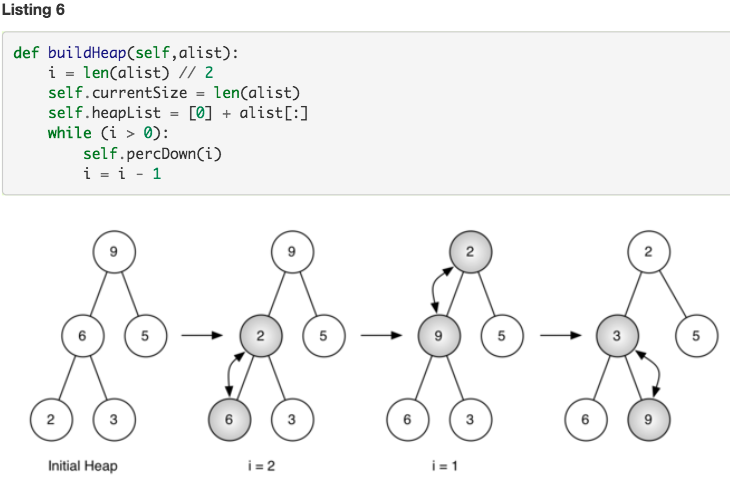 Listing 6
def buildHeap(self,alist):
    i = len(alist) // 2
    self.currentSize = len(alist)
    self.heapList = [0] + alist[:]
    while (i > 0):
        self.percDown(i)
        i = i - 1
9 9 2 2
6 5 2 5 9 5 3 5
2 3 6 3 6 3 6 9
Initial Heap i = 2 i = 1